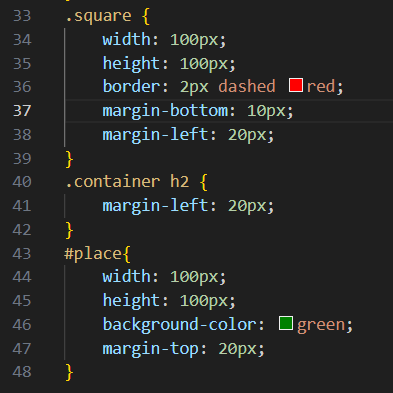 33 .square {
34 width: 100px;
35 height: 100px;
36 border: 2px dashed red;
37 margin-bottom: 10px;
38 margin-left: 20px;
39 }
40 .container h2 {
41 margin-left: 20px;
42 }
43 #place{
44 width: 100px;
45 height: 100px;
46 background-color: green;
47 margin-top: 20px;
48 }